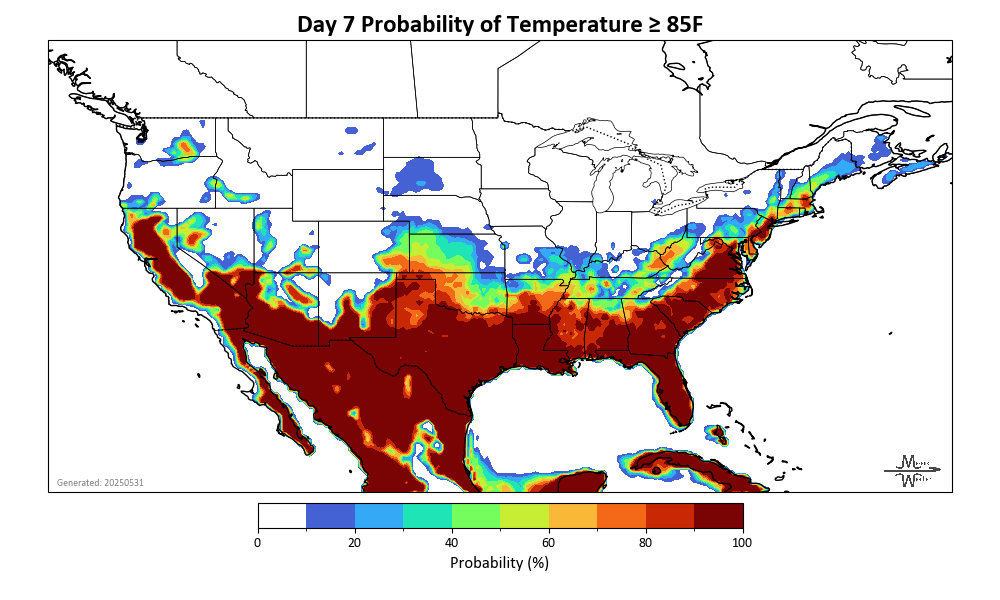 Day 7 Probability of Temperature ≥ 85F
Generated: 20250531
0 20 40 60 80 100
Probability (%)